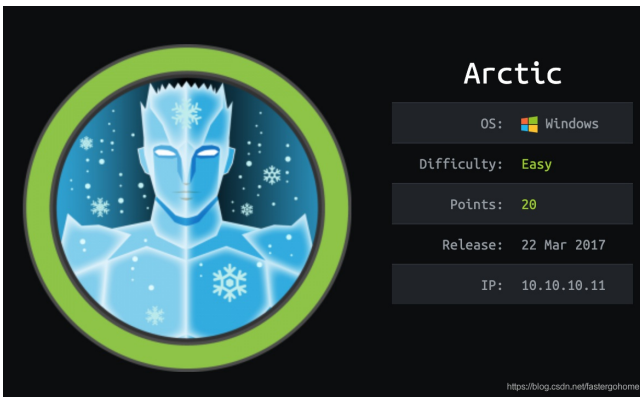 Arctic
OS: Windows
Difficulty: Easy
Points: 20
Release: 22 Mar 2017
IP: 10.10.10.11
https://blog.csdn.net/fastergohome